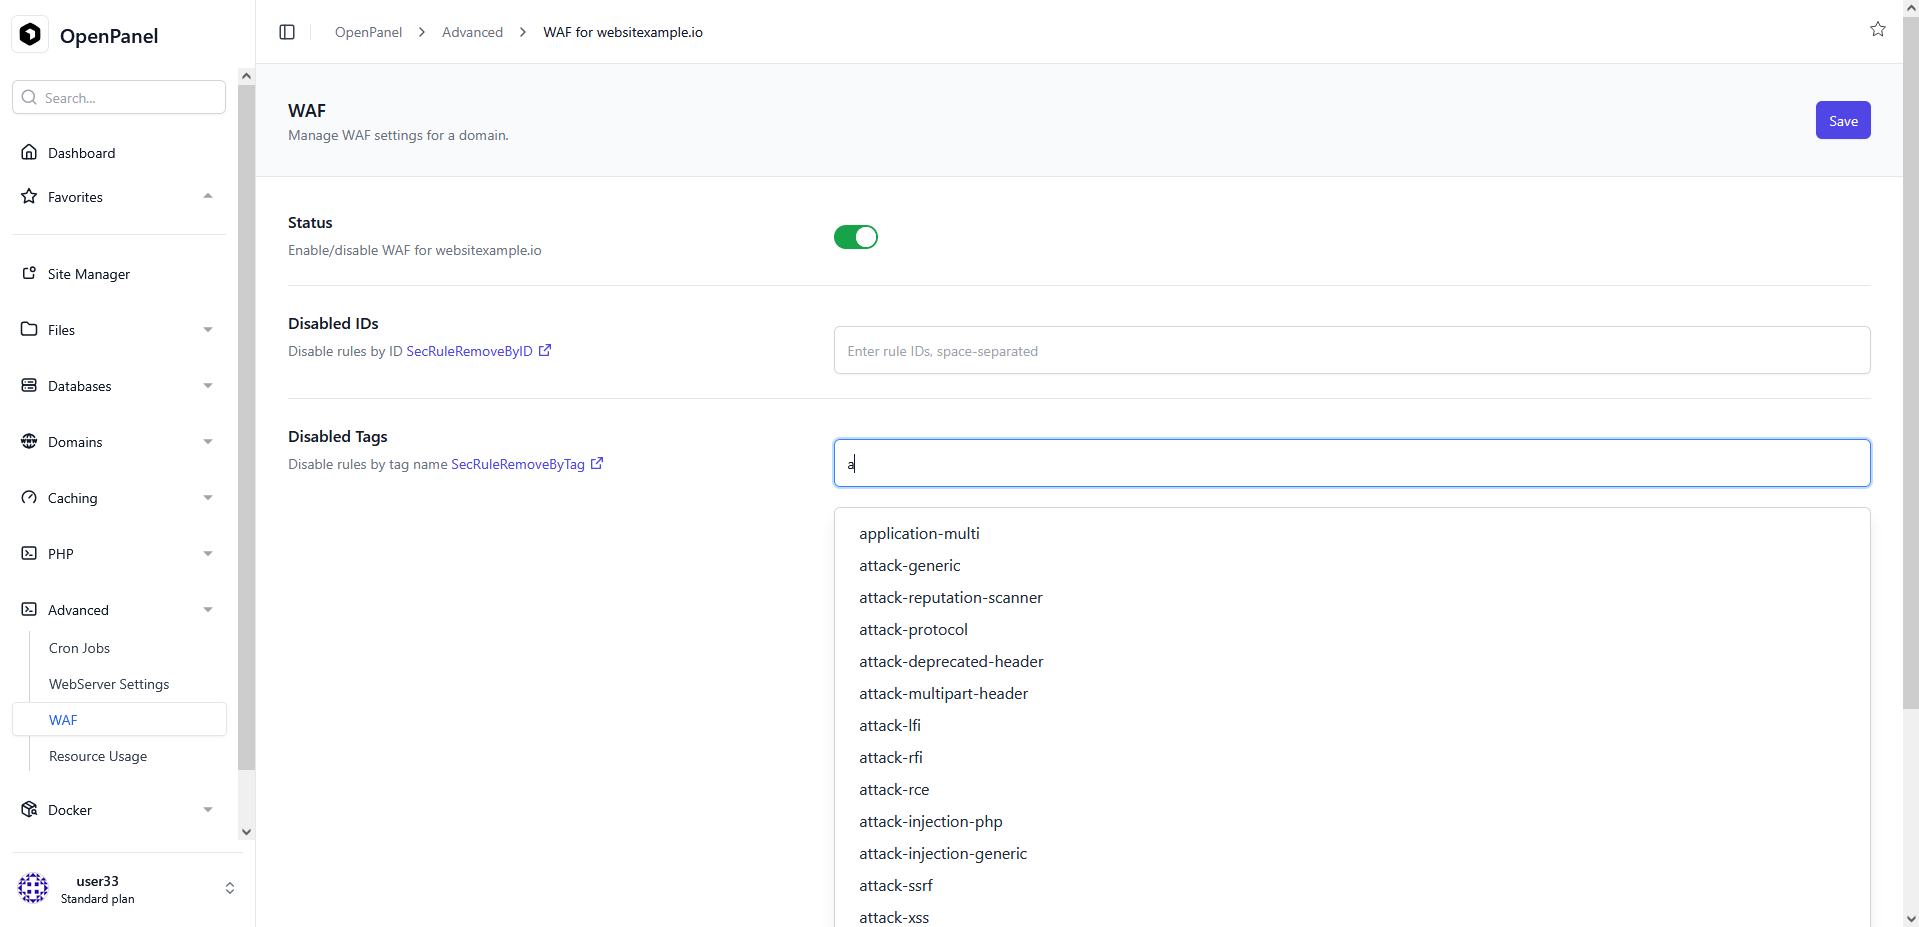 OpenPanel
Search...
Dashboard
Favorites
Site Manager
Files
Databases
Domains
Caching
PHP
Advanced
Cron Jobs
WebServer Settings
WAF
Resource Usage
Docker
user33
Standard plan
OpenPanel > Advanced > WAF for websitexample.io
WAF
Manage WAF settings for a domain.
Save
Status
Enable/disable WAF for websitexample.io
Disabled IDs
Disable rules by ID SecRuleRemoveByID
Enter rule IDs, space-separated
Disabled Tags
Disable rules by tag name SecRuleRemoveByTag
a
application-multi
attack-generic
attack-reputation-scanner
attack-protocol
attack-deprecated-header
attack-multipart-header
attack-lfi
attack-rfi
attack-rce
attack-injection-php
attack-injection-generic
attack-ssrf
attack-xss